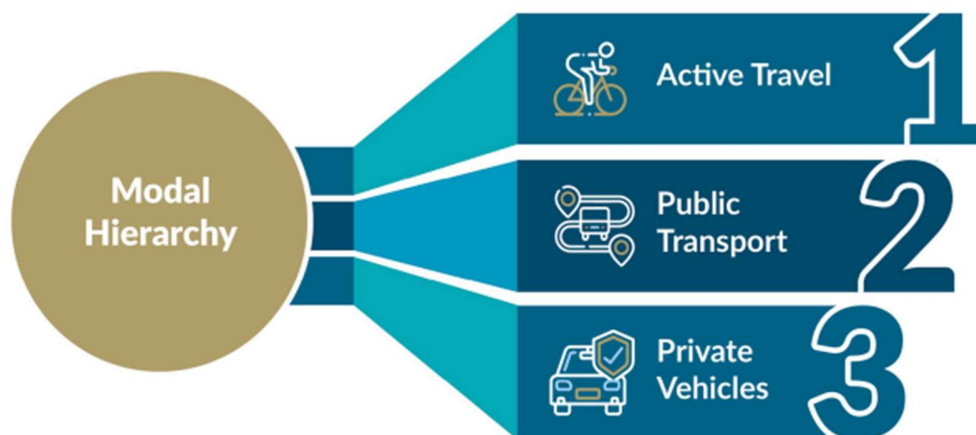 Modal
Hierarchy
Active Travel
1
Public
Transport
2
Private
Vehicles
3